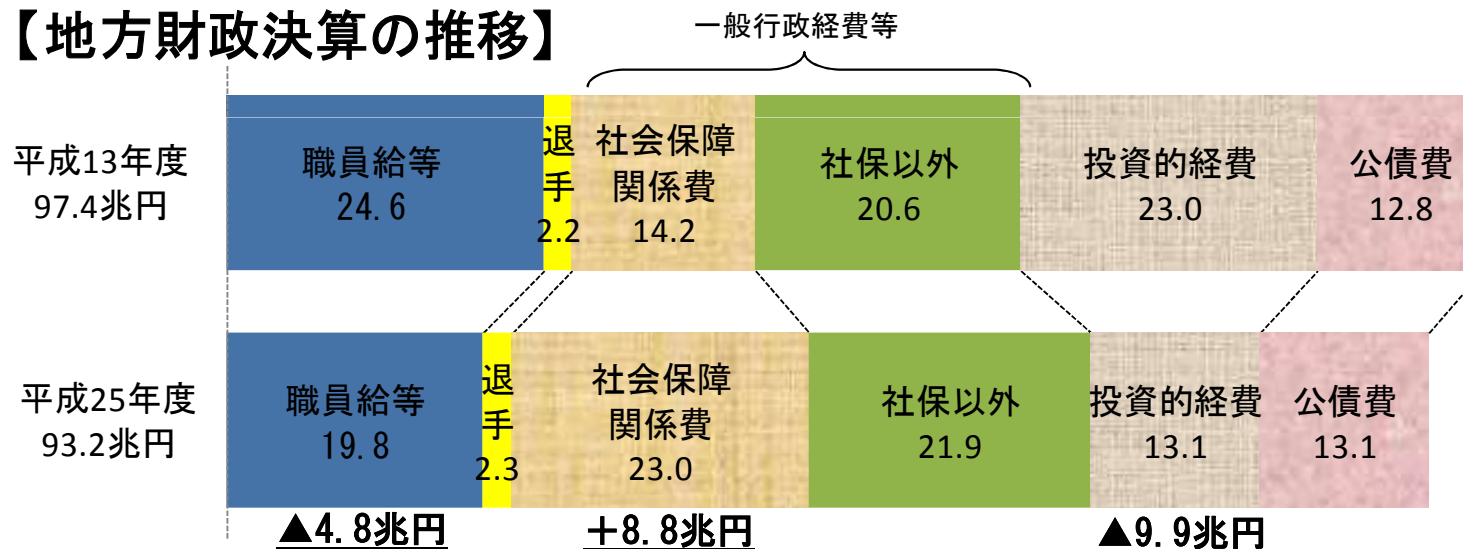 【地方財政決算の推移】
一般行政経費等
平成13年度
97.4兆円
職員給等
24.6
退
手
2.2
社会保障
関係費
14.2
社保以外
20.6
投資的経費
23.0
公債費
12.8
平成25年度
93.2兆円
職員給等
19.8
退
手
2.3
社会保障
関係費
23.0
社保以外
21.9
投資的経費
13.1
公債費
13.1
▲4.8兆円
＋8.8兆円
▲9.9兆円